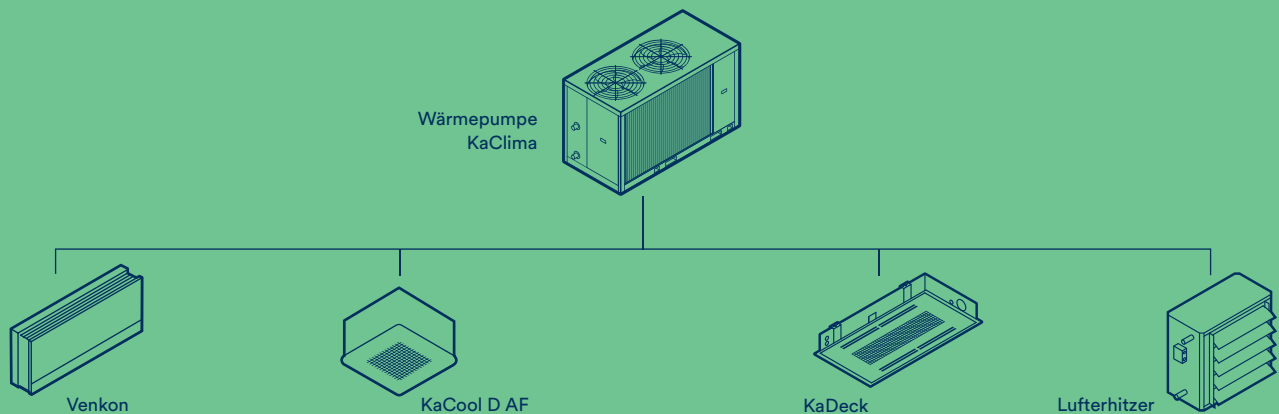 Wärmepumpe
KaClima
Venkon
KaCool D AF
KaDeck
Lufterhitzer